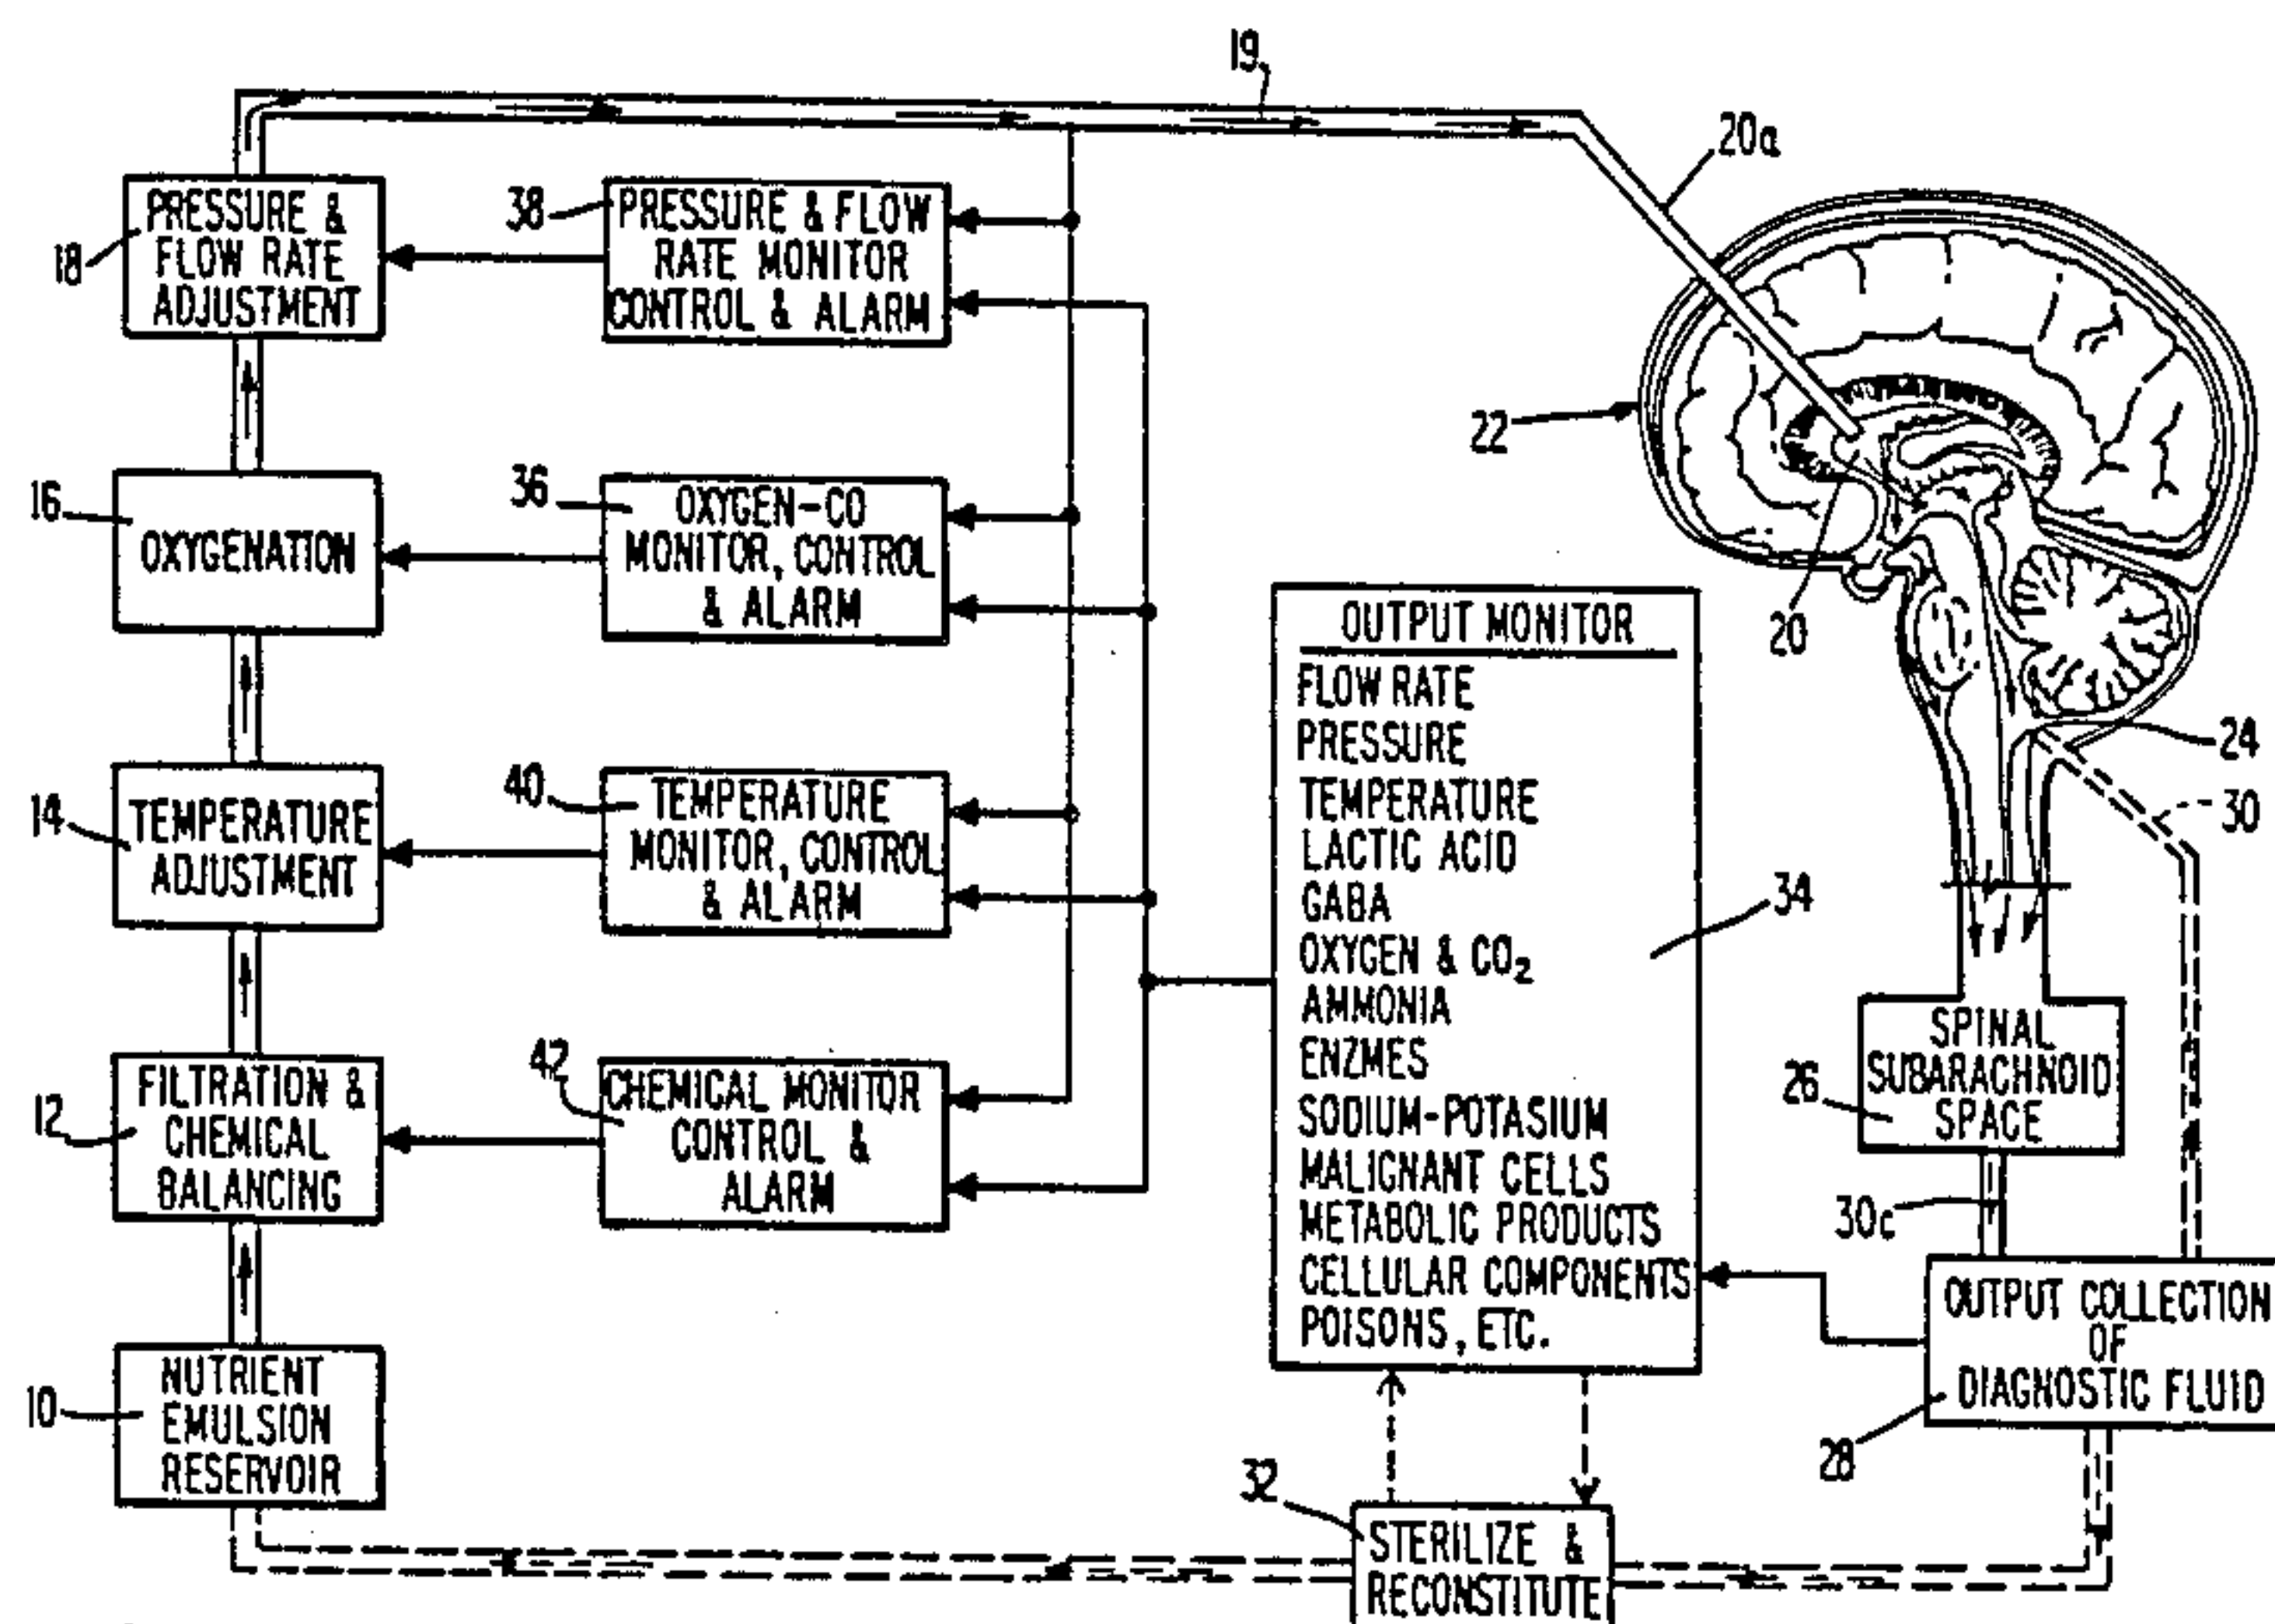 19
20a
PRESSURE &
FLOW RATE
ADJUSTMENT
18
38
PRESSURE & FLOW
RATE MONITOR
CONTROL & ALARM
22
16
OXYGENATION
36
OXYGEN-CO
MONITOR, CONTROL
& ALARM
20
24
30
14
TEMPERATURE
ADJUSTMENT
40
TEMPERATURE
MONITOR, CONTROL
& ALARM
OUTPUT MONITOR
FLOW RATE
PRESSURE
TEMPERATURE
LACTIC ACID
GABA
OXYGEN & CO₂
AMMONIA
ENZMES
SODIUM-POTASIUM
MALIGNANT CELLS
METABOLIC PRODUCTS
CELLULAR COMPONENTS
POISONS, ETC.
34
12
FILTRATION &
CHEMICAL
BALANCING
42
CHEMICAL MONITOR
CONTROL &
ALARM
26
SPINAL
SUBARACHNOID
SPACE
30c
10
NUTRIENT
EMULSION
RESERVOIR
OUTPUT COLLECTION
OF
DIAGNOSTIC FLUID
28
32
STERILIZE &
RECONSTITUTE